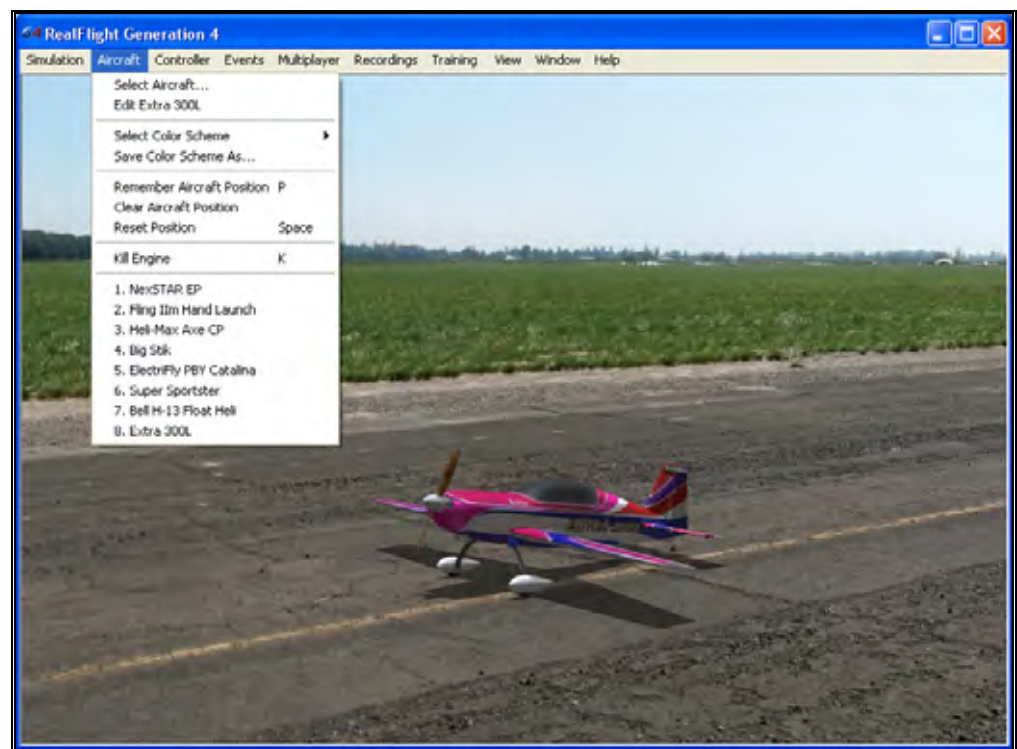 RealFlight Generation 4
Simulation Aircraft Controller Events Multiplayer Recordings Training View Window Help
Select Aircraft...
Edit Extra 300L
Select Color Scheme
Save Color Scheme As...
Remember Aircraft Position P
Clear Aircraft Position
Reset Position Space
Kill Engine K
1. NexSTAR EP
2. Fling IIm Hand Launch
3. Heli-Max Axe CP
4. Big Stik
5. ElectriFly PBY Catalina
6. Super Sportster
7. Bell H-13 Float Heli
8. Extra 300L